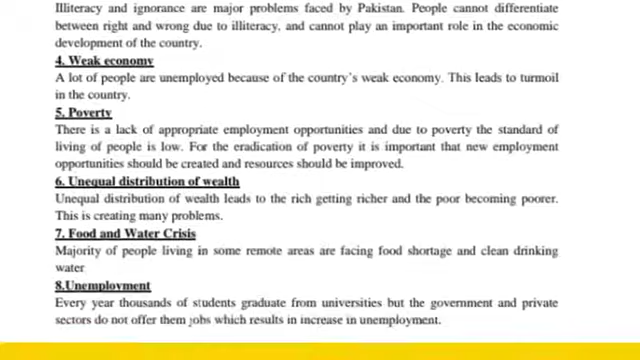 Illiteracy and ignorance are major problems faced by Pakistan. People cannot differentiate
between right and wrong due to illiteracy, and cannot play an important role in the economic
development of the country.
4. Weak economy
A lot of people are unemployed because of the country's weak economy. This leads to turmoil
in the country.
5. Poverty
There is a lack of appropriate employment opportunities and due to poverty the standard of
living of people is low. For the eradication of poverty it is important that new employment
opportunities should be created and resources should be improved.
6. Unequal distribution of wealth
Unequal distribution of wealth leads to the rich getting richer and the poor becoming poorer.
This is creating many problems.
7. Food and Water Crisis
Majority of people living in some remote areas are facing food shortage and clean drinking
water
8.Unemployment
Every year thousands of students graduate from universities but the government and private
sectors do not offer them jobs which results in increase in unemployment.